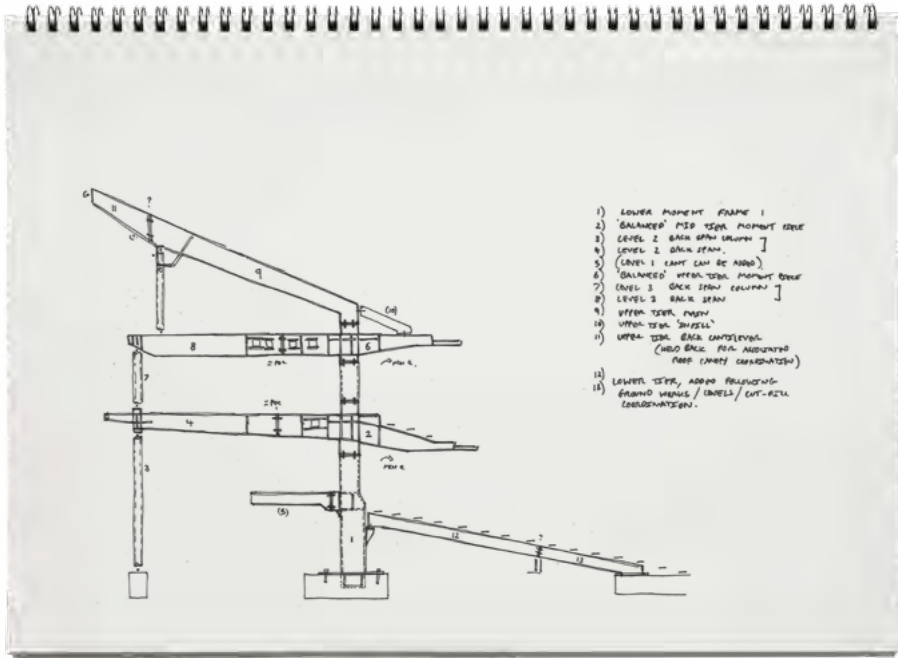 1) LOWER MOMENT FRAME 1
2) 'BALANCED' MID TIER MOMENT PIECE
3) LEVEL 2 BACK SPAN COLUMN ]
4) LEVEL 2 BACK SPAN.
5) (LEVEL 1 CANT CAN BE ADDED)
6) 'BALANCED' UPPER TIER MOMENT PIECE
7) LEVEL 3 BACK SPAN COLUMN ]
8) LEVEL 3 BACK SPAN
9) UPPER TIER MAIN
10) UPPER TIER 'INFILL'
11) UPPER TIER BACK CANTILEVER
(HELD BACK FOR
ROOF CANOPY COORDINATION)
12) LOWER TIER, ADDED FOLLOWING
13) GROUND WORKS / LEVELS / CUT-FILL
COORDINATION.
?
11
9
(10)
8
6
7
4
2
3
(5)
1
12
?
13